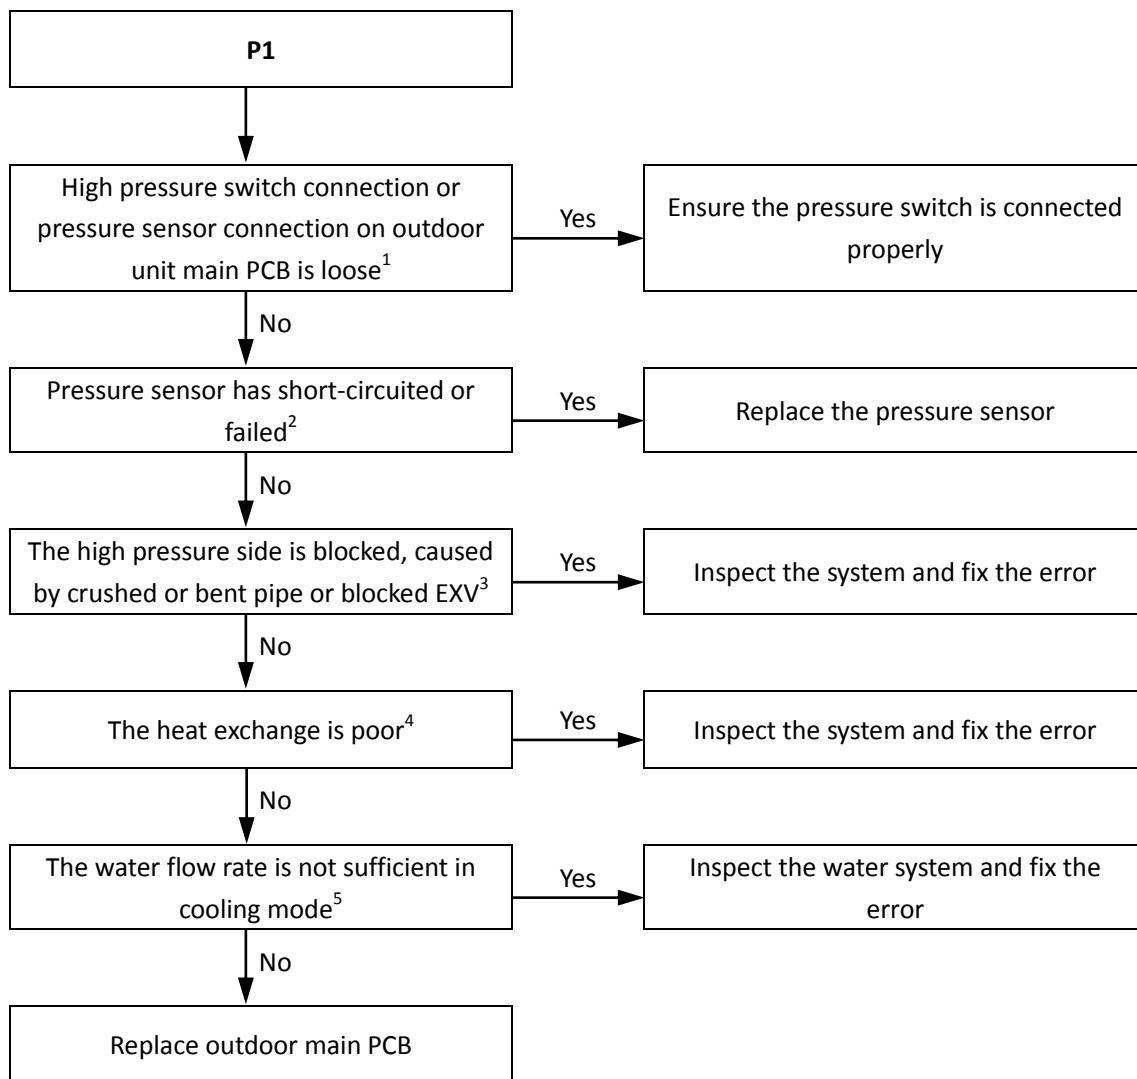 P1
High pressure switch connection or
pressure sensor connection on outdoor
unit main PCB is loose1
Yes
Ensure the pressure switch is connected
properly
No
Pressure sensor has short-circuited or
failed2
Yes
Replace the pressure sensor
No
The high pressure side is blocked, caused
by crushed or bent pipe or blocked EXV3
Yes
Inspect the system and fix the error
No
The heat exchange is poor4
Yes
Inspect the system and fix the error
No
The water flow rate is not sufficient in
cooling mode5
Yes
Inspect the water system and fix the
error
No
Replace outdoor main PCB